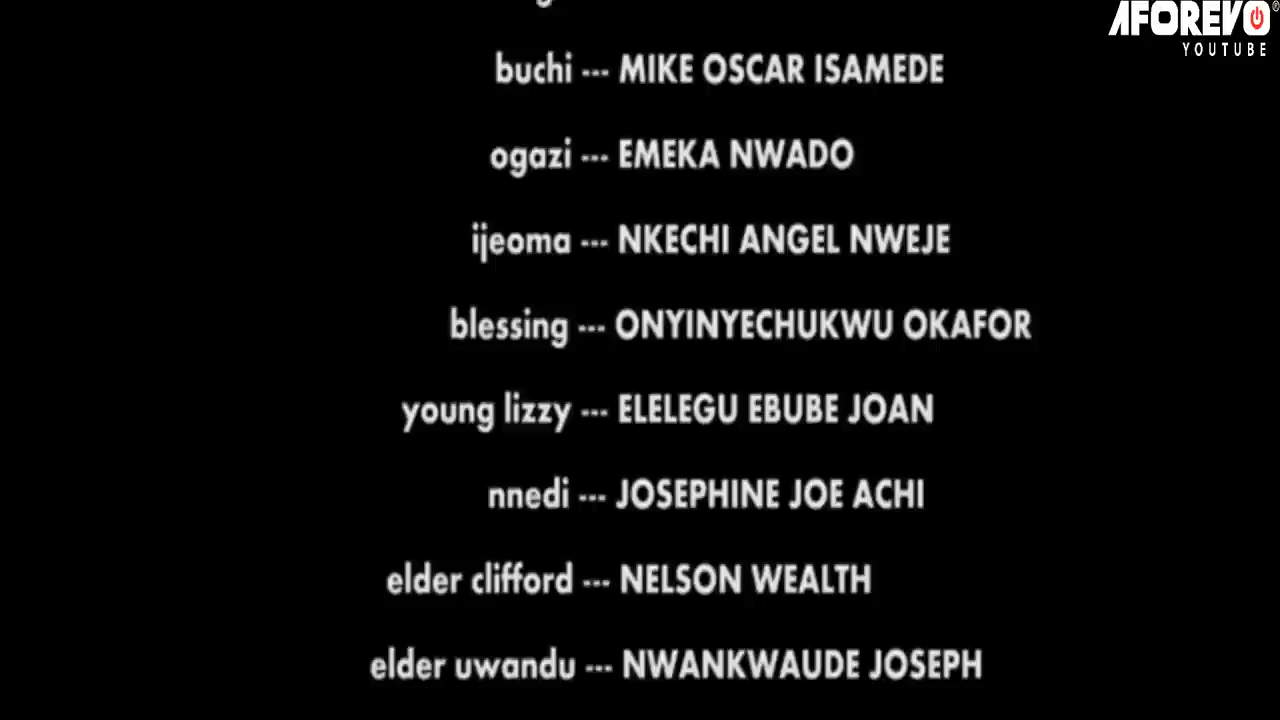 AFOREVO
YOUTUBE
buchi --- MIKE OSCAR ISAMEDE
ogazi --- EMEKA NWADO
ijeoma --- NKECHI ANGEL NWEJE
blessing --- ONYINYECHUKWU OKAFOR
young lizzy --- ELELEGU EBUBE JOAN
nnedi --- JOSEPHINE JOE ACHI
elder clifford --- NELSON WEALTH
elder uwandu --- NWANKWAUDE JOSEPH